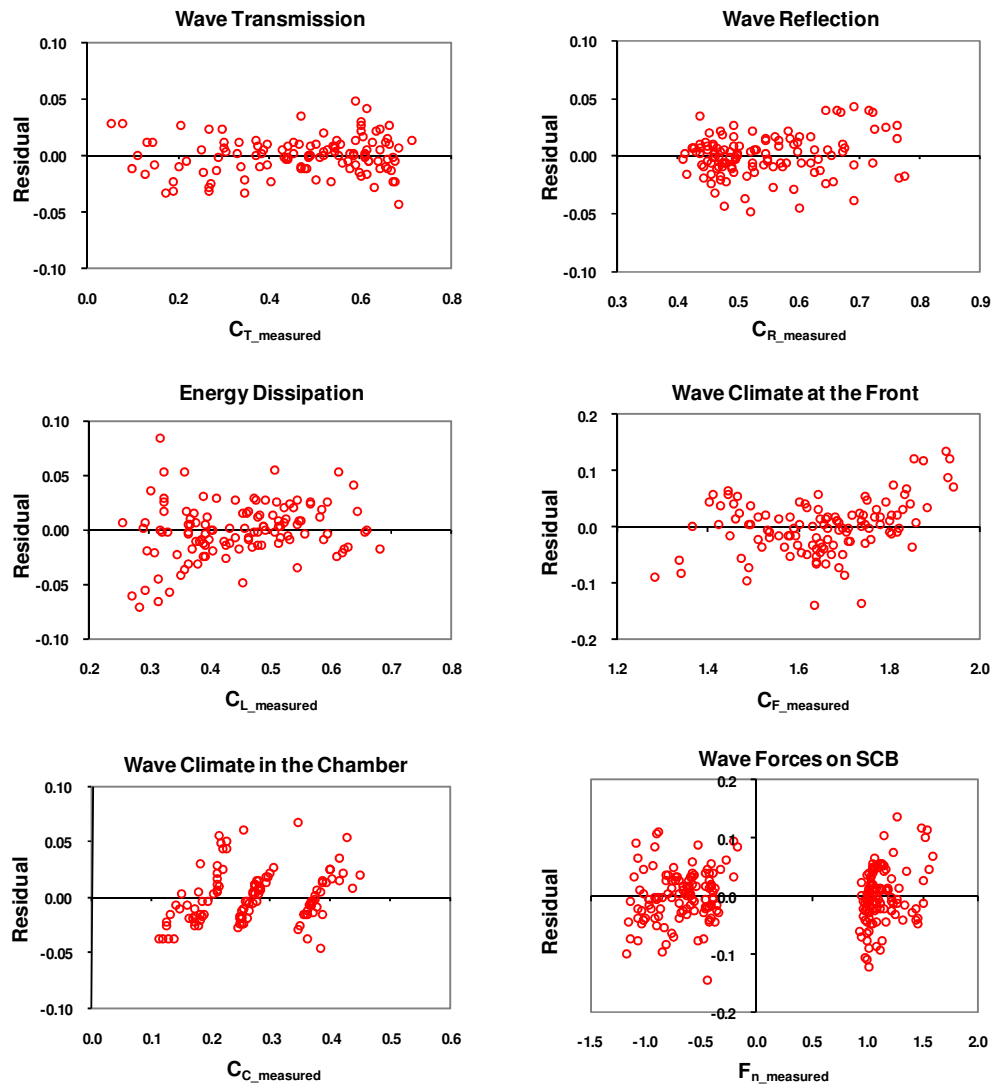 Wave Transmission
0.10
0.05
0.00
-0.05
-0.10
Residual
0.0 0.2 0.4 0.6 0.8
C_T_measured
Wave Reflection
0.10
0.05
0.00
-0.05
-0.10
Residual
0.3 0.4 0.5 0.6 0.7 0.8 0.9
C_R_measured
Energy Dissipation
0.10
0.05
0.00
-0.05
-0.10
Residual
0.2 0.3 0.4 0.5 0.6 0.7 0.8
C_L_measured
Wave Climate at the Front
0.2
0.1
0.0
-0.1
-0.2
Residual
1.2 1.4 1.6 1.8 2.0
C_F_measured
Wave Climate in the Chamber
0.10
0.05
0.00
-0.05
-0.10
Residual
0.0 0.1 0.2 0.3 0.4 0.5 0.6
C_C_measured
Wave Forces on SCB
0.2
0.1
0.0
-0.1
-0.2
Residual
-1.5 -1.0 -0.5 0.0 0.5 1.0 1.5 2.0
F_n_measured